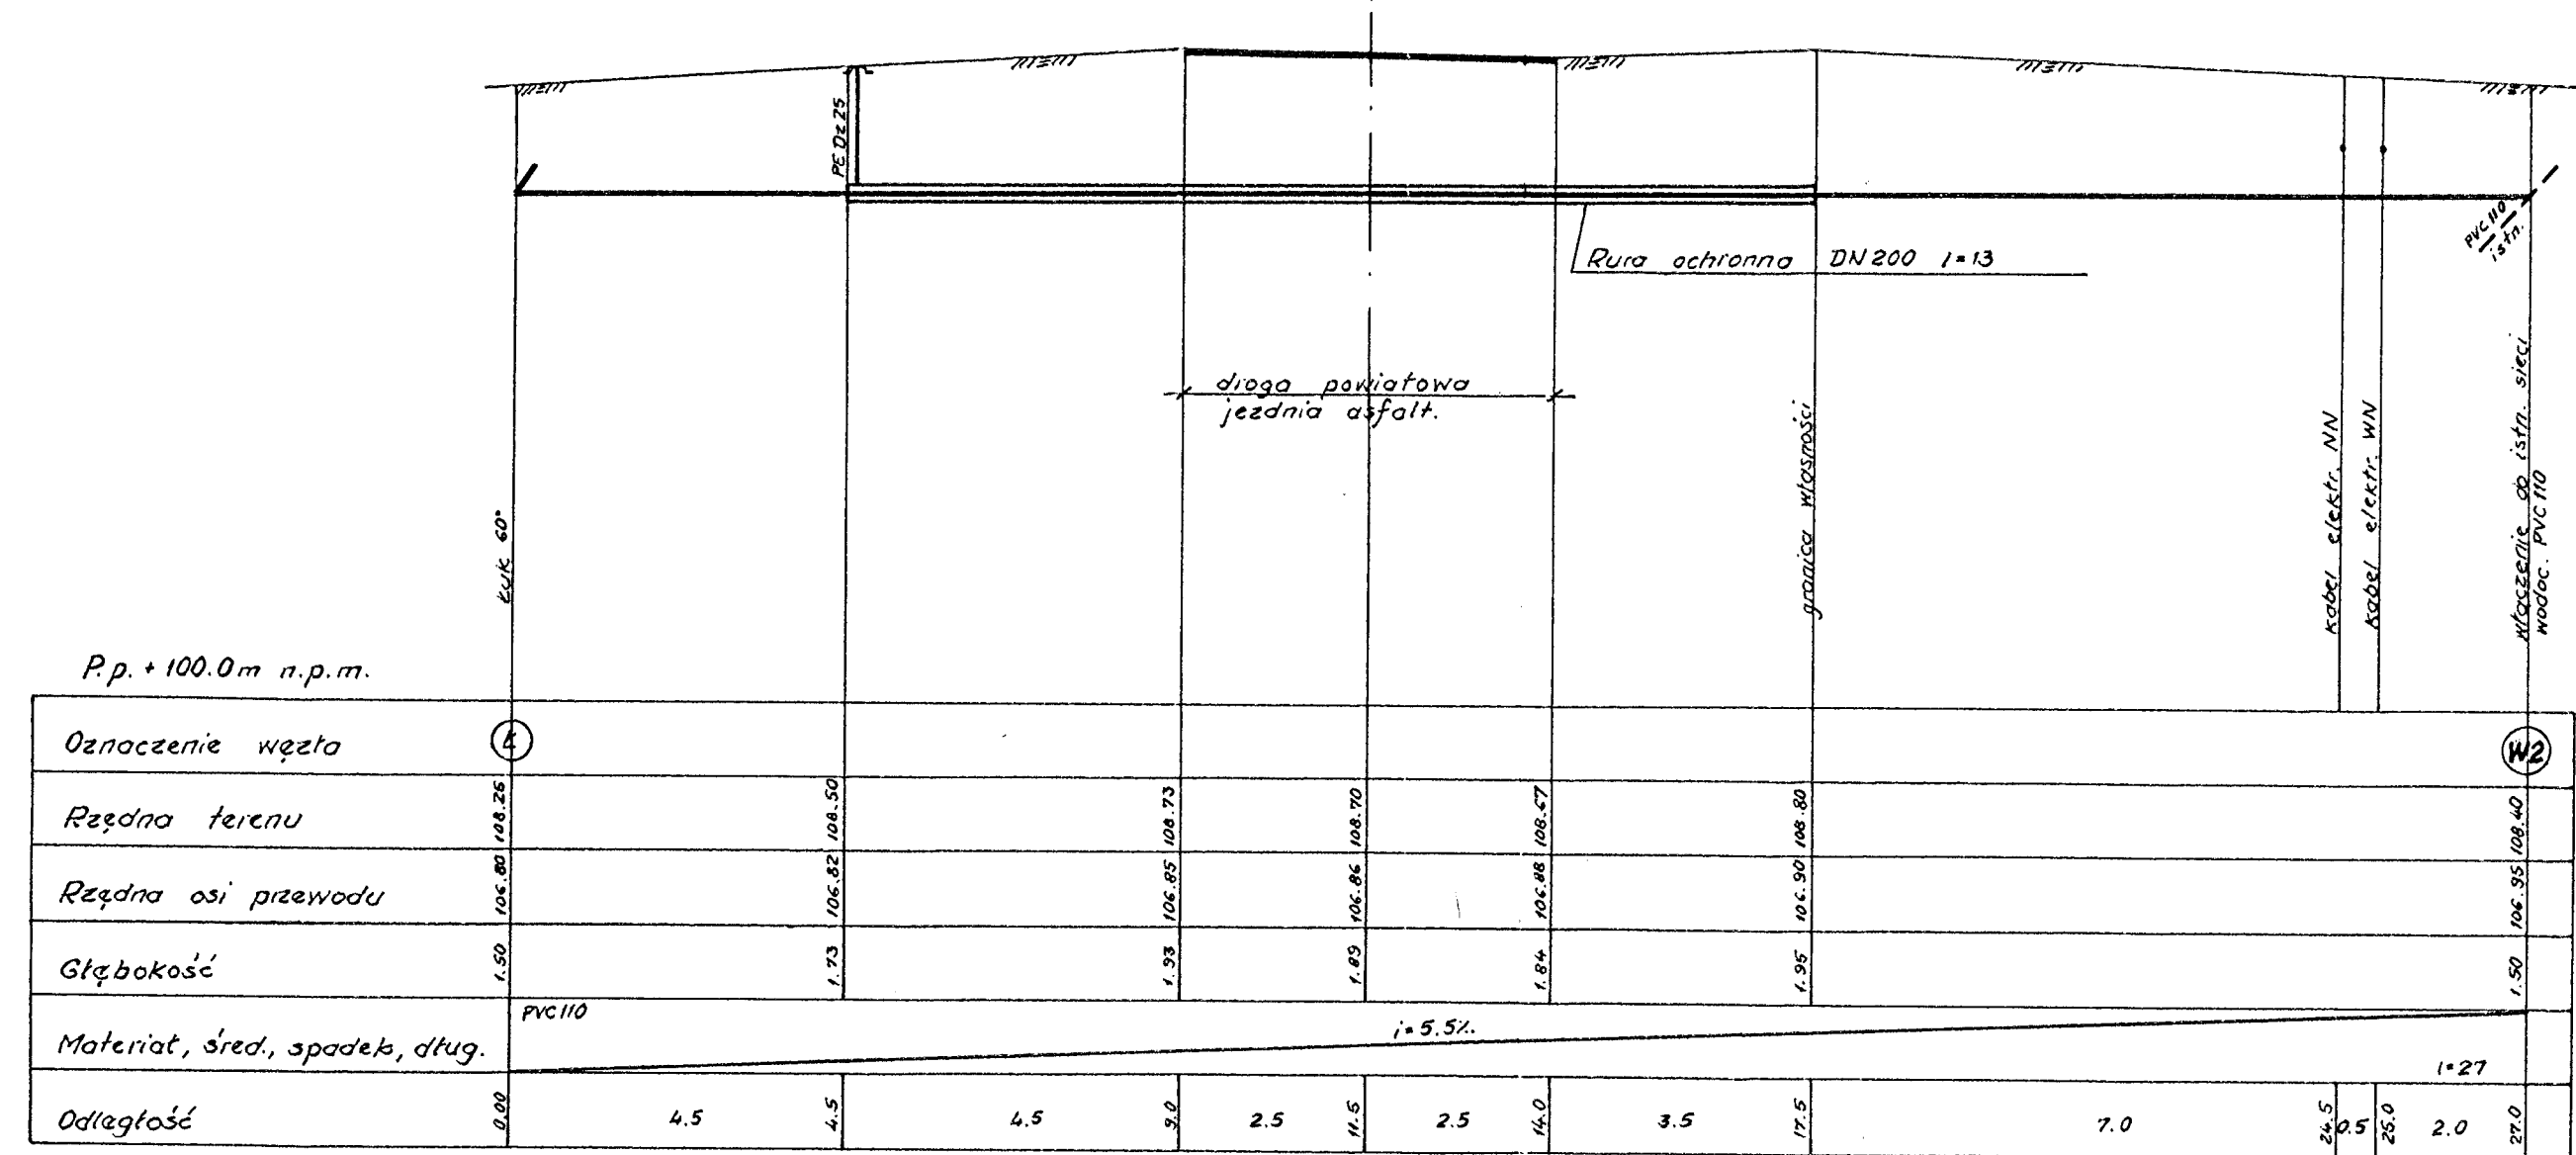 PE Dz 25
PVC 110
istn.
Rura ochronna DN 200 l=13
droga powiatowa
jezdnia asfalt.
łuk 60°
granica własności
kabel elektr. NN
kabel elektr. WN
włączenie do istn. sieci
wodoc. PVC 110
P.p. + 100.0m n.p.m.
Oznaczenie węzła Ł W2
Rzędna terenu 108.26 108.50 108.73 108.70 108.67 108.80 108.40
Rzędna osi przewodu 106.80 106.82 106.85 106.86 106.88 106.90 106.95
Głębokość 1.50 1.73 1.93 1.89 1.84 1.95 1.50
PVC 110
i=5.5%.
Materiał, śred., spadek, dług.
l=27
Odległość 0.00 4.5 4.5 4.5 9.0 2.5 11.5 2.5 14.0 3.5 17.5 7.0 24.5 0.5 25.0 2.0 27.0